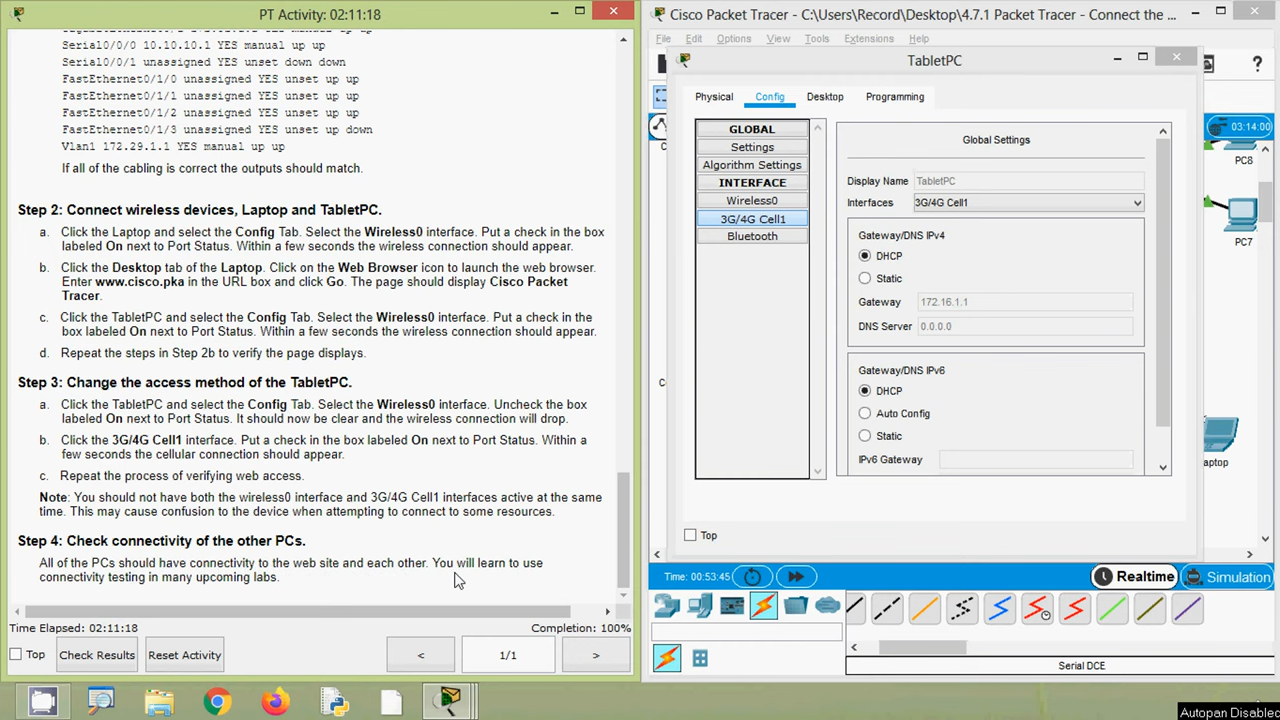 PT Activity: 02:11:18
Serial0/0/0 10.10.10.1 YES manual up up
Serial0/0/1 unassigned YES unset down down
FastEthernet0/1/0 unassigned YES unset up up
FastEthernet0/1/1 unassigned YES unset up up
FastEthernet0/1/2 unassigned YES unset up up
FastEthernet0/1/3 unassigned YES unset up down
Vlan1 172.29.1.1 YES manual up up
If all of the cabling is correct the outputs should match.
Step 2: Connect wireless devices, Laptop and TabletPC.
a. Click the Laptop and select the Config Tab. Select the Wireless0 interface. Put a check in the box
labeled On next to Port Status. Within a few seconds the wireless connection should appear.
b. Click the Desktop tab of the Laptop. Click on the Web Browser icon to launch the web browser.
Enter www.cisco.pka in the URL box and click Go. The page should display Cisco Packet
Tracer.
c. Click the TabletPC and select the Config Tab. Select the Wireless0 interface. Put a check in the
box labeled On next to Port Status. Within a few seconds the wireless connection should appear.
d. Repeat the steps in Step 2b to verify the page displays.
Step 3: Change the access method of the TabletPC.
a. Click the TabletPC and select the Config Tab. Select the Wireless0 interface. Uncheck the box
labeled On next to Port Status. It should now be clear and the wireless connection will drop.
b. Click the 3G/4G Cell1 interface. Put a check in the box labeled On next to Port Status. Within a
few seconds the cellular connection should appear.
c. Repeat the process of verifying web access.
Note: You should not have both the wireless0 interface and 3G/4G Cell1 interfaces active at the same
time. This may cause confusion to the device when attempting to connect to some resources.
Step 4: Check connectivity of the other PCs.
All of the PCs should have connectivity to the web site and each other. You will learn to use
connectivity testing in many upcoming labs.
Time Elapsed: 02:11:18
Completion: 100%
Top
Check Results
Reset Activity
<
1/1
>
Cisco Packet Tracer - C:\Users\Record\Desktop\4.7.1 Packet Tracer - Connect the ...
File Edit Options View Tools Extensions Help
TabletPC
Physical Config Desktop Programming
GLOBAL
Settings
Algorithm Settings
INTERFACE
Wireless0
3G/4G Cell1
Bluetooth
Global Settings
Display Name TabletPC
Interfaces 3G/4G Cell1
Gateway/DNS IPv4
DHCP
Static
Gateway 172.16.1.1
DNS Server 0.0.0.0
Gateway/DNS IPv6
DHCP
Auto Config
Static
IPv6 Gateway
Top
03:14:00
PC8
PC7
aptop
Time: 00:53:45
Realtime
Simulation
Serial DCE
Autopan Disabled